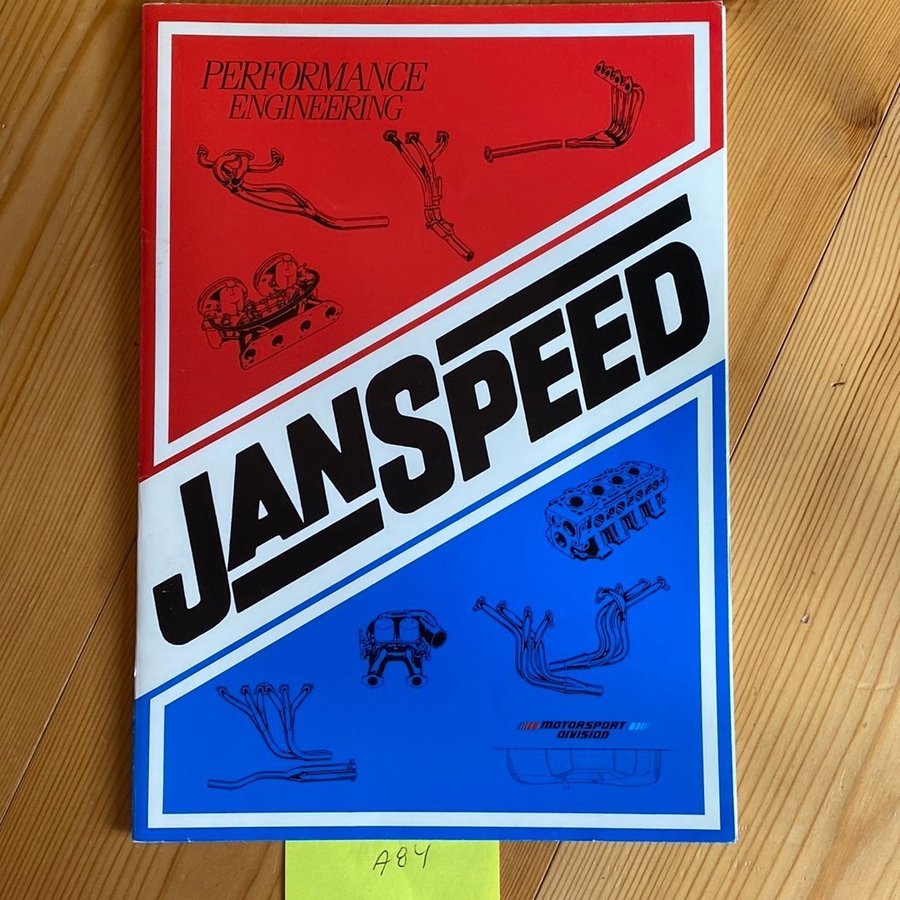 PERFORMANCE
ENGINEERING
JANSPEED
MOTORSPORT
DIVISION
A84